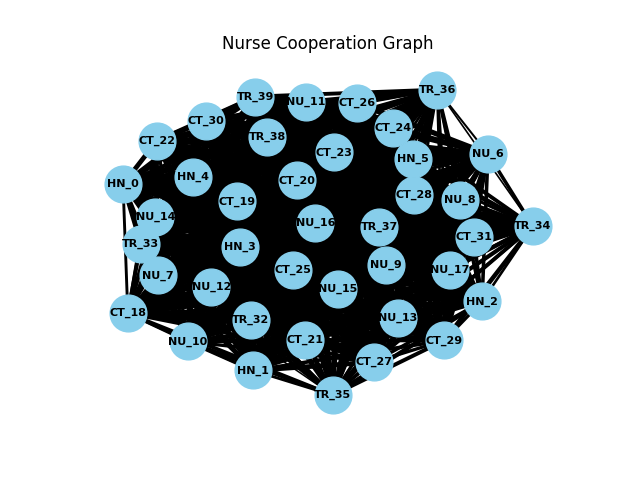 Nurse Cooperation Graph
TR_36
TR_39
NU_11
CT_26
CT_30
CT_24
TR_38
CT_22
CT_23
NU_6
HN_5
HN_4
CT_20
HN_0
CT_28
NU_8
CT_19
NU_14
NU_16
TR_34
TR_37
CT_31
TR_33
HN_3
NU_9
CT_25
NU_17
NU_7
NU_12
NU_15
HN_2
CT_18
NU_13
TR_32
CT_21
CT_29
NU_10
CT_27
HN_1
TR_35